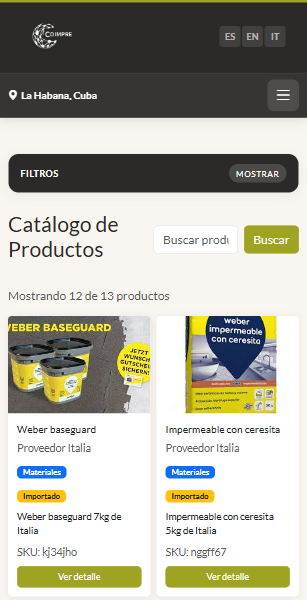 COIMPRE
ES EN IT
La Habana, Cuba
FILTROS
MOSTRAR
Catálogo de
Productos
Buscar produ
Buscar
Mostrando 12 de 13 productos
WEBER BASEGUARD
JETZT
WUNSCH
GUTSCHEIN
SICHERN!
Weber baseguard
Proveedor Italia
Materiales
Importado
Weber baseguard 7kg de
Italia
SKU: kj34jho
Ver detalle
weber
impermeable
con ceresita
Impermeable con ceresita
Proveedor Italia
Materiales
Importado
Impermeable con ceresita
5kg de Italia
SKU: nggff67
Ver detalle